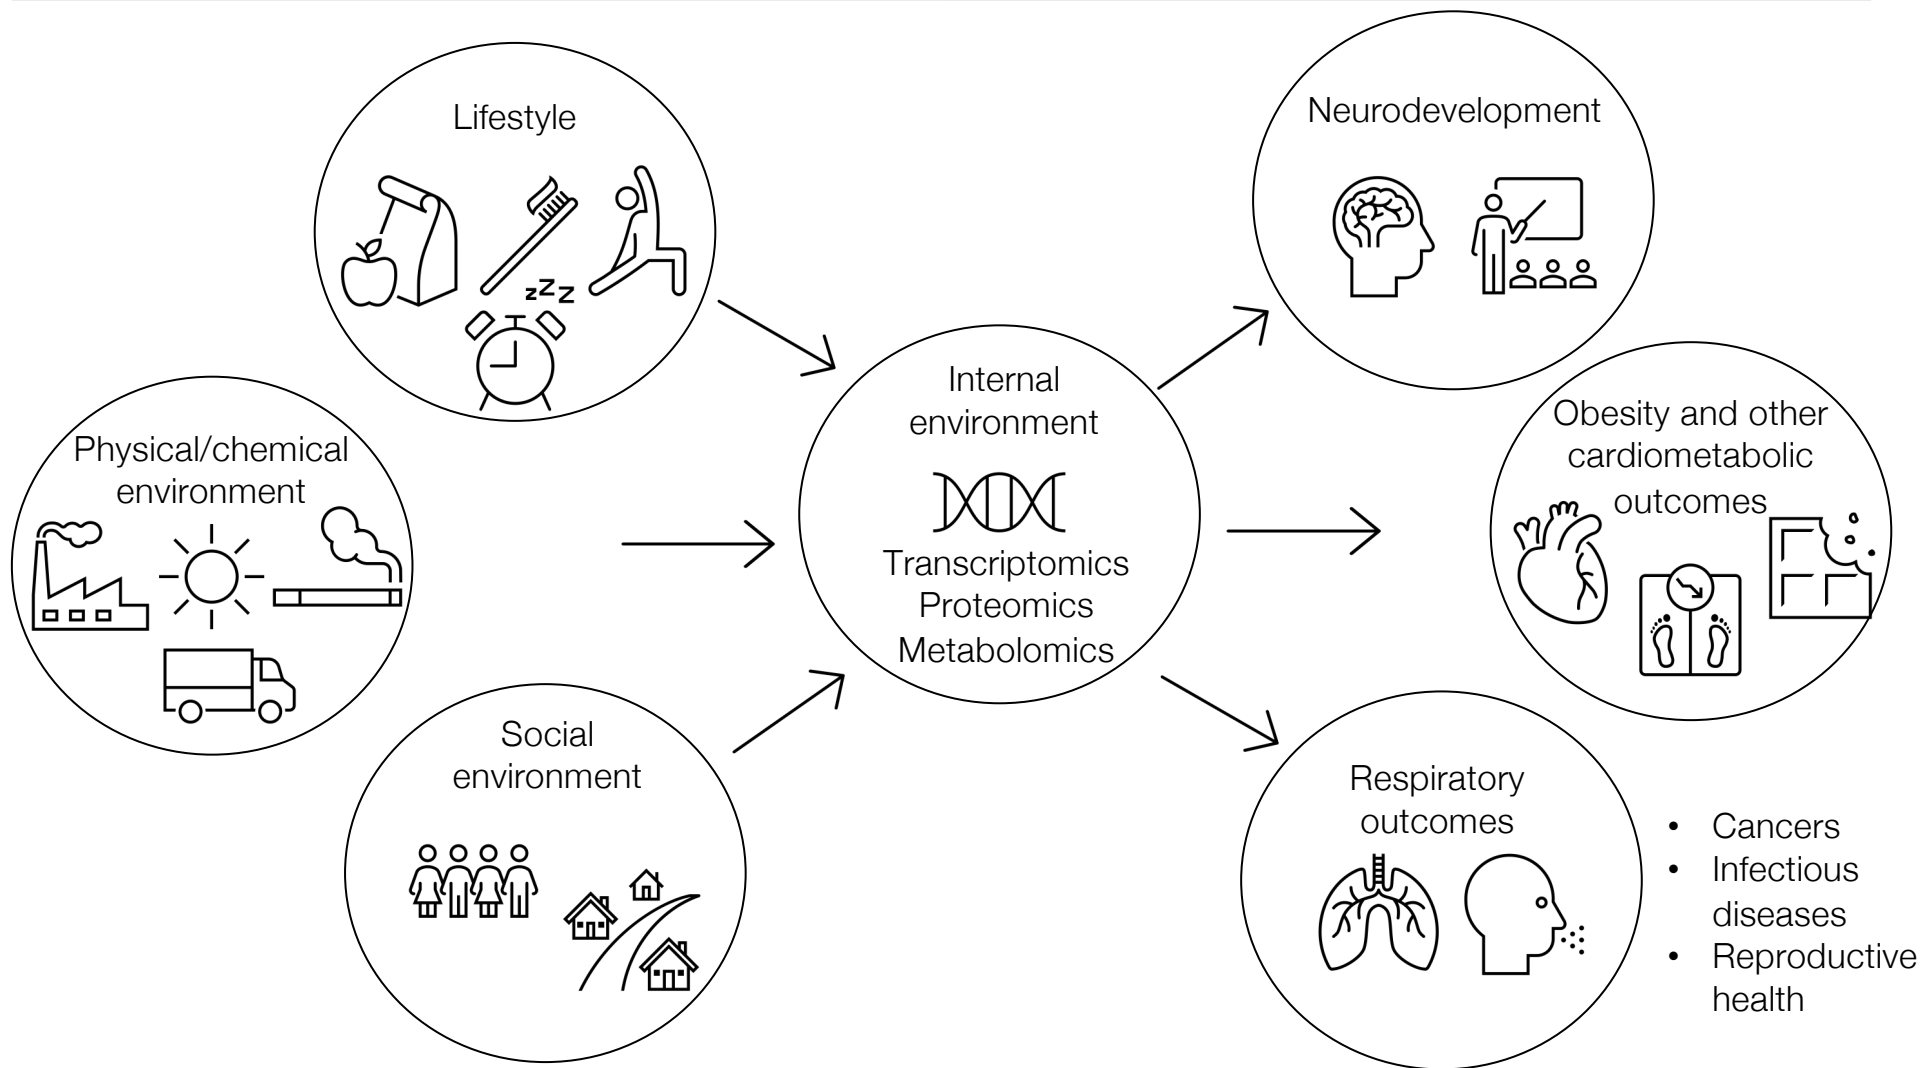 Lifestyle
zZz
Physical/chemical
environment
Social
environment
Internal
environment
Transcriptomics
Proteomics
Metabolomics
Neurodevelopment
Obesity and other
cardiometabolic
outcomes
Respiratory
outcomes
• Cancers
• Infectious
diseases
• Reproductive
health